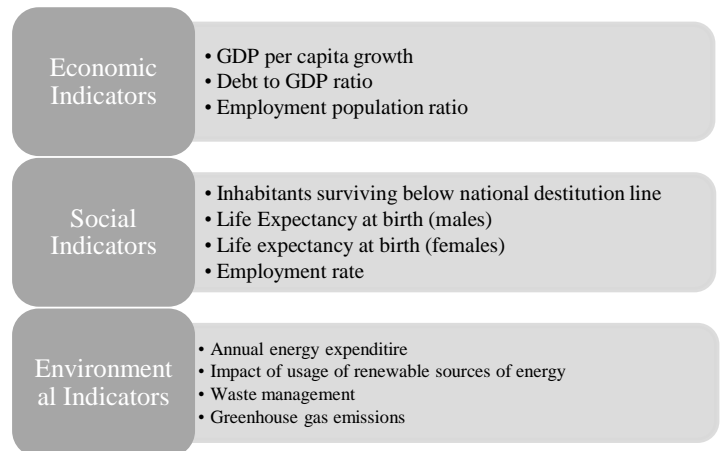 Economic
Indicators
• GDP per capita growth
• Debt to GDP ratio
• Employment population ratio
Social
Indicators
• Inhabitants surviving below national destitution line
• Life Expectancy at birth (males)
• Life expectancy at birth (females)
• Employment rate
Environment
al Indicators
• Annual energy expenditire
• Impact of usage of renewable sources of energy
• Waste management
• Greenhouse gas emissions